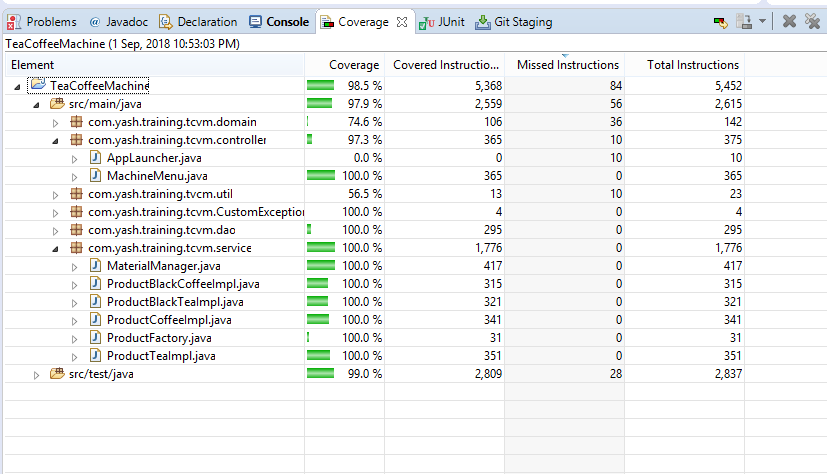 Problems @ Javadoc Declaration Console Coverage JUnit Git Staging
TeaCoffeeMachine (1 Sep, 2018 10:53:03 PM)
Element Coverage Covered Instructio... Missed Instructions Total Instructions
TeaCoffeeMachine 98.5 % 5,368 84 5,452
src/main/java 97.9 % 2,559 56 2,615
com.yash.training.tcvm.domain 74.6 % 106 36 142
com.yash.training.tcvm.controller 97.3 % 365 10 375
AppLauncher.java 0.0 % 0 10 10
MachineMenu.java 100.0 % 365 0 365
com.yash.training.tvcm.util 56.5 % 13 10 23
com.yash.training.tcvm.CustomException 100.0 % 4 0 4
com.yash.training.tcvm.dao 100.0 % 295 0 295
com.yash.training.tcvm.service 100.0 % 1,776 0 1,776
MaterialManager.java 100.0 % 417 0 417
ProductBlackCoffeeImpl.java 100.0 % 315 0 315
ProductBlackTeaImpl.java 100.0 % 321 0 321
ProductCoffeeImpl.java 100.0 % 341 0 341
ProductFactory.java 100.0 % 31 0 31
ProductTeaImpl.java 100.0 % 351 0 351
src/test/java 99.0 % 2,809 28 2,837